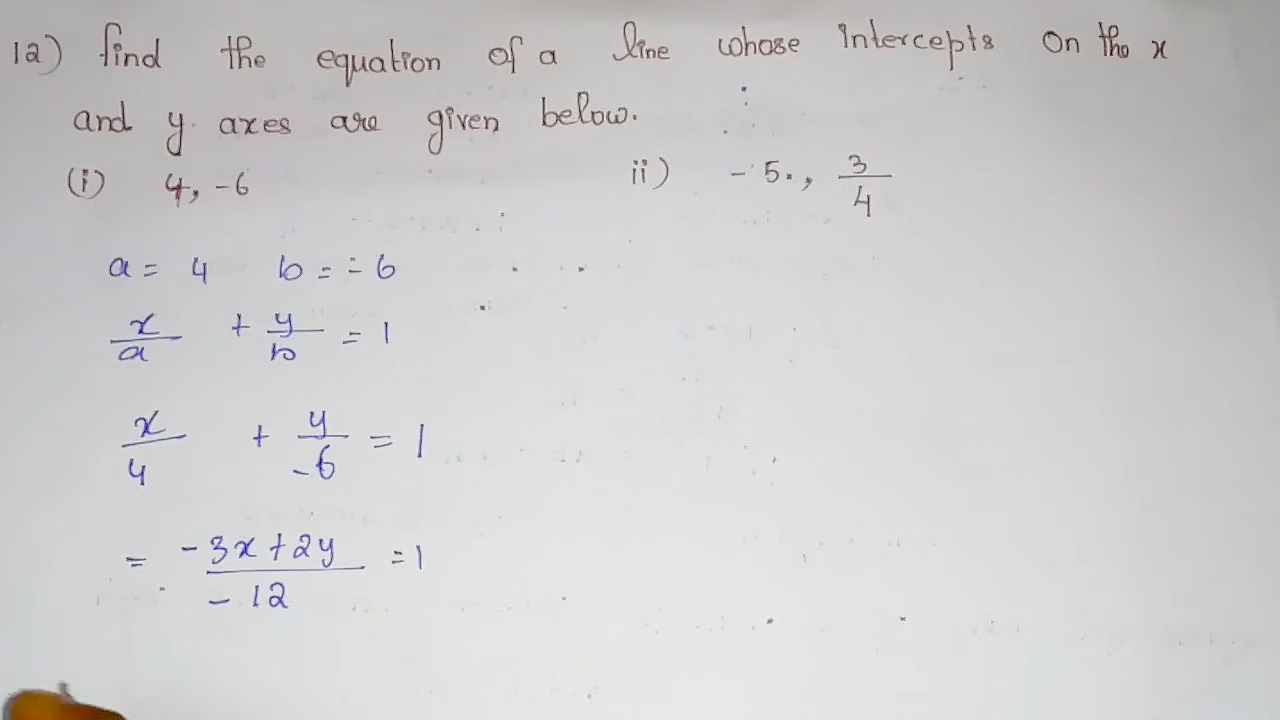 12) find the equation of a line whose intercepts on the x
and y axes are given below.
(i) 4, -6 ii) -5., 3/4
a = 4 b = -6
x/a + y/b = 1
x/4 + y/-6 = 1
= -3x+2y/-12 = 1